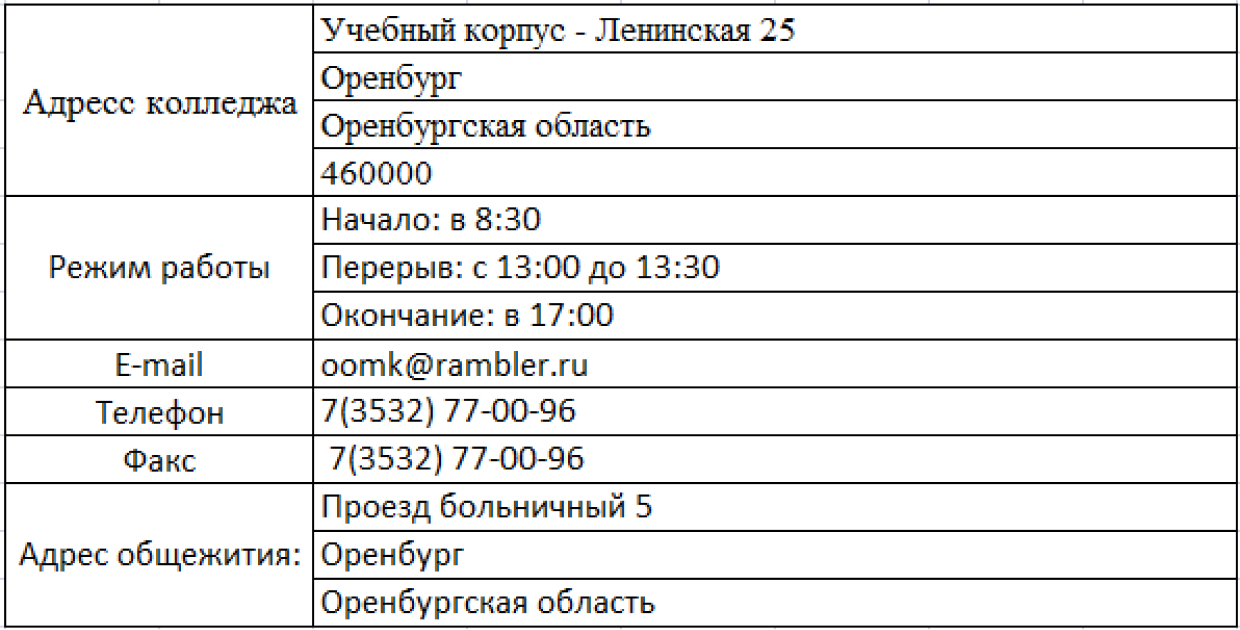 Адресс колледжа
Учебный корпус - Ленинская 25
Оренбург
Оренбургская область
460000
Режим работы
Начало: в 8:30
Перерыв: с 13:00 до 13:30
Окончание: в 17:00
E-mail
oomk@rambler.ru
Телефон
7(3532) 77-00-96
Факс
7(3532) 77-00-96
Адрес общежития:
Проезд больничный 5
Оренбург
Оренбургская область